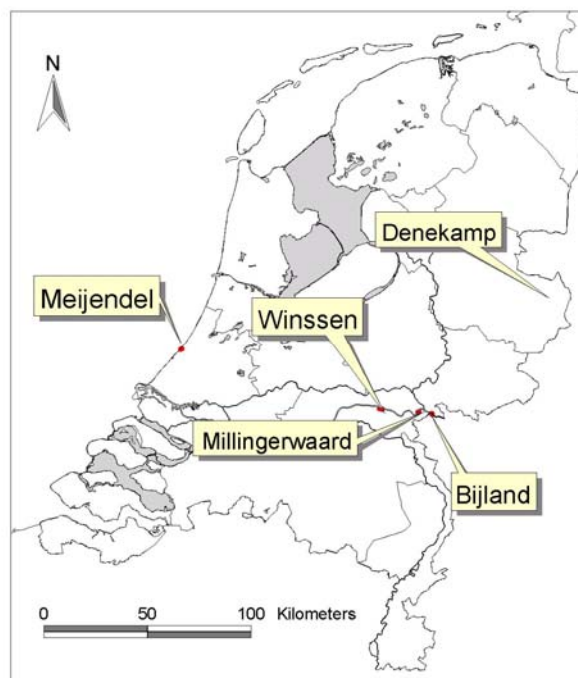 N
Denekamp
Meijendel
Winssen
Millingerwaard
Bijland
0 50 100 Kilometers